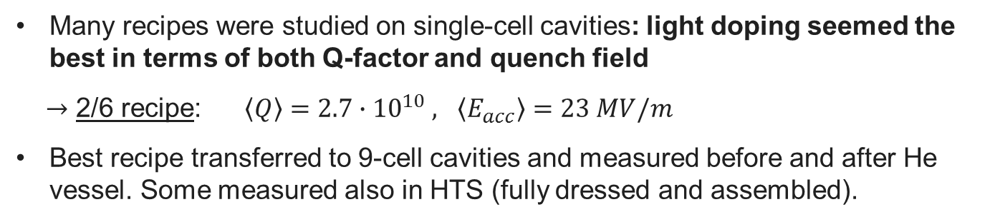 • Many recipes were studied on single-cell cavities: light doping seemed the
best in terms of both Q-factor and quench field
→ 2/6 recipe: ⟨Q⟩ = 2.7 · 10¹⁰ , ⟨E_acc⟩ = 23 MV/m
• Best recipe transferred to 9-cell cavities and measured before and after He
vessel. Some measured also in HTS (fully dressed and assembled).